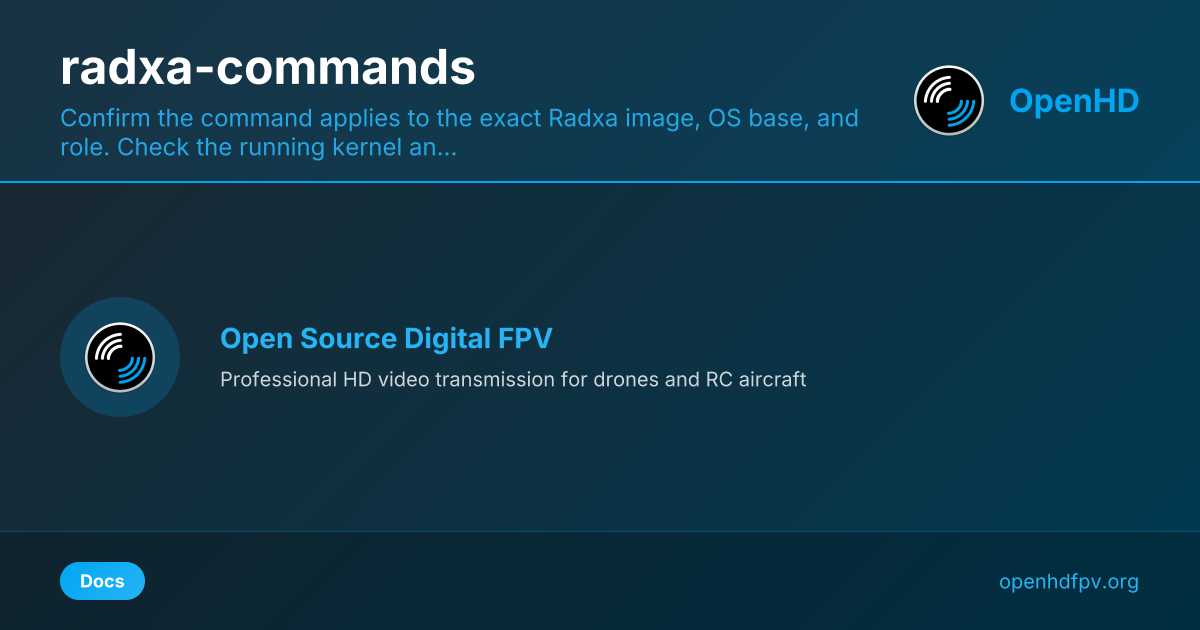 radxa-commands
Confirm the command applies to the exact Radxa image, OS base, and
role. Check the running kernel an...
OpenHD
Open Source Digital FPV
Professional HD video transmission for drones and RC aircraft
Docs
openhdfpv.org